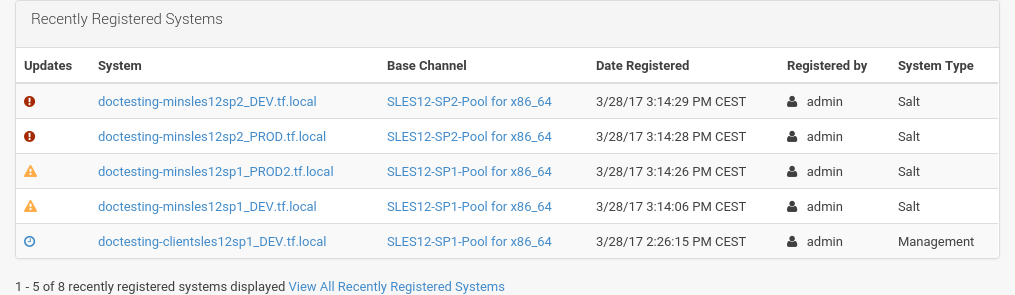 Recently Registered Systems
Updates System Base Channel Date Registered Registered by System Type
doctesting-minsles12sp2_DEV.tf.local SLES12-SP2-Pool for x86_64 3/28/17 3:14:29 PM CEST admin Salt
doctesting-minsles12sp2_PROD.tf.local SLES12-SP2-Pool for x86_64 3/28/17 3:14:28 PM CEST admin Salt
doctesting-minsles12sp1_PROD2.tf.local SLES12-SP1-Pool for x86_64 3/28/17 3:14:26 PM CEST admin Salt
doctesting-minsles12sp1_DEV.tf.local SLES12-SP1-Pool for x86_64 3/28/17 3:14:06 PM CEST admin Salt
doctesting-clientsles12sp1_DEV.tf.local SLES12-SP1-Pool for x86_64 3/28/17 2:26:15 PM CEST admin Management
1 - 5 of 8 recently registered systems displayed View All Recently Registered Systems